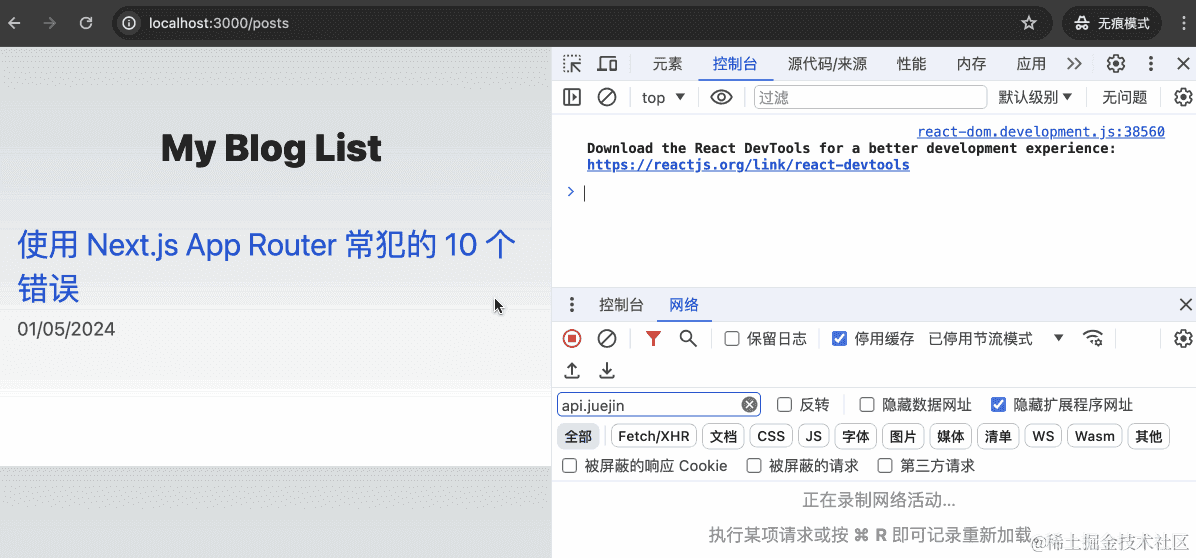 localhost:3000/posts
无痕模式
My Blog List
使用 Next.js App Router 常犯的 10 个
错误
01/05/2024
元素 控制台 源代码/来源 性能 内存 应用
top 过滤 默认级别 无问题
react-dom.development.js:38560
Download the React DevTools for a better development experience:
https://reactjs.org/link/react-devtools
控制台 网络
保留日志 停用缓存 已停用节流模式
api.juejin 反转 隐藏数据网址 隐藏扩展程序网址
全部 Fetch/XHR 文档 CSS JS 字体 图片 媒体 清单 WS Wasm 其他
被屏蔽的响应 Cookie 被屏蔽的请求 第三方请求
正在录制网络活动…
执行某项请求或按 ⌘ R 即可记录重新加载。
@稀土掘金技术社区